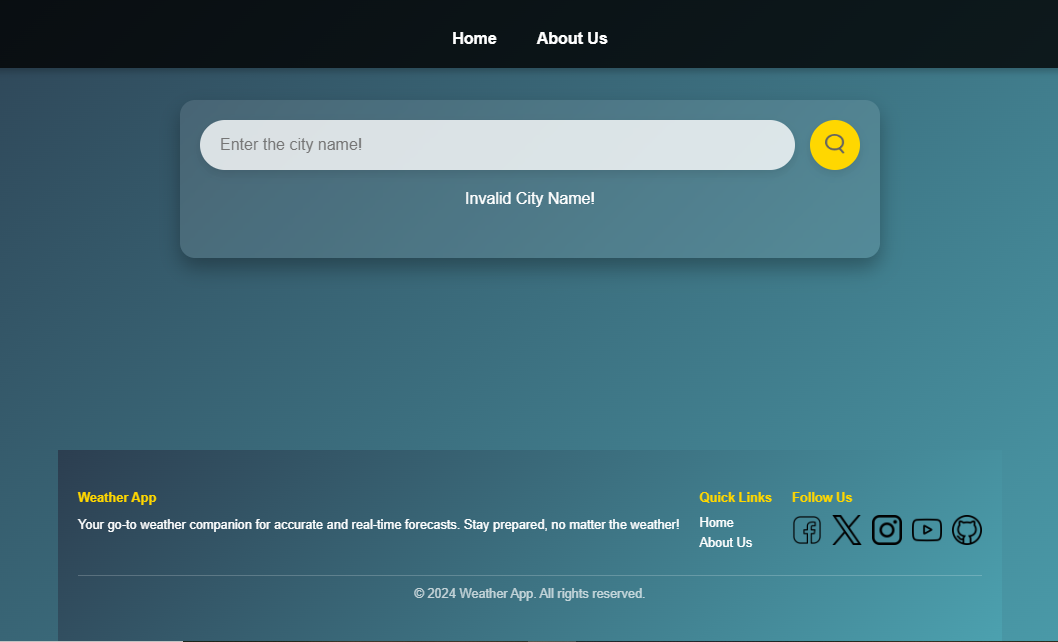 Home About Us
Enter the city name!
Invalid City Name!
Weather App
Your go-to weather companion for accurate and real-time forecasts. Stay prepared, no matter the weather!
Quick Links
Home
About Us
Follow Us
© 2024 Weather App. All rights reserved.